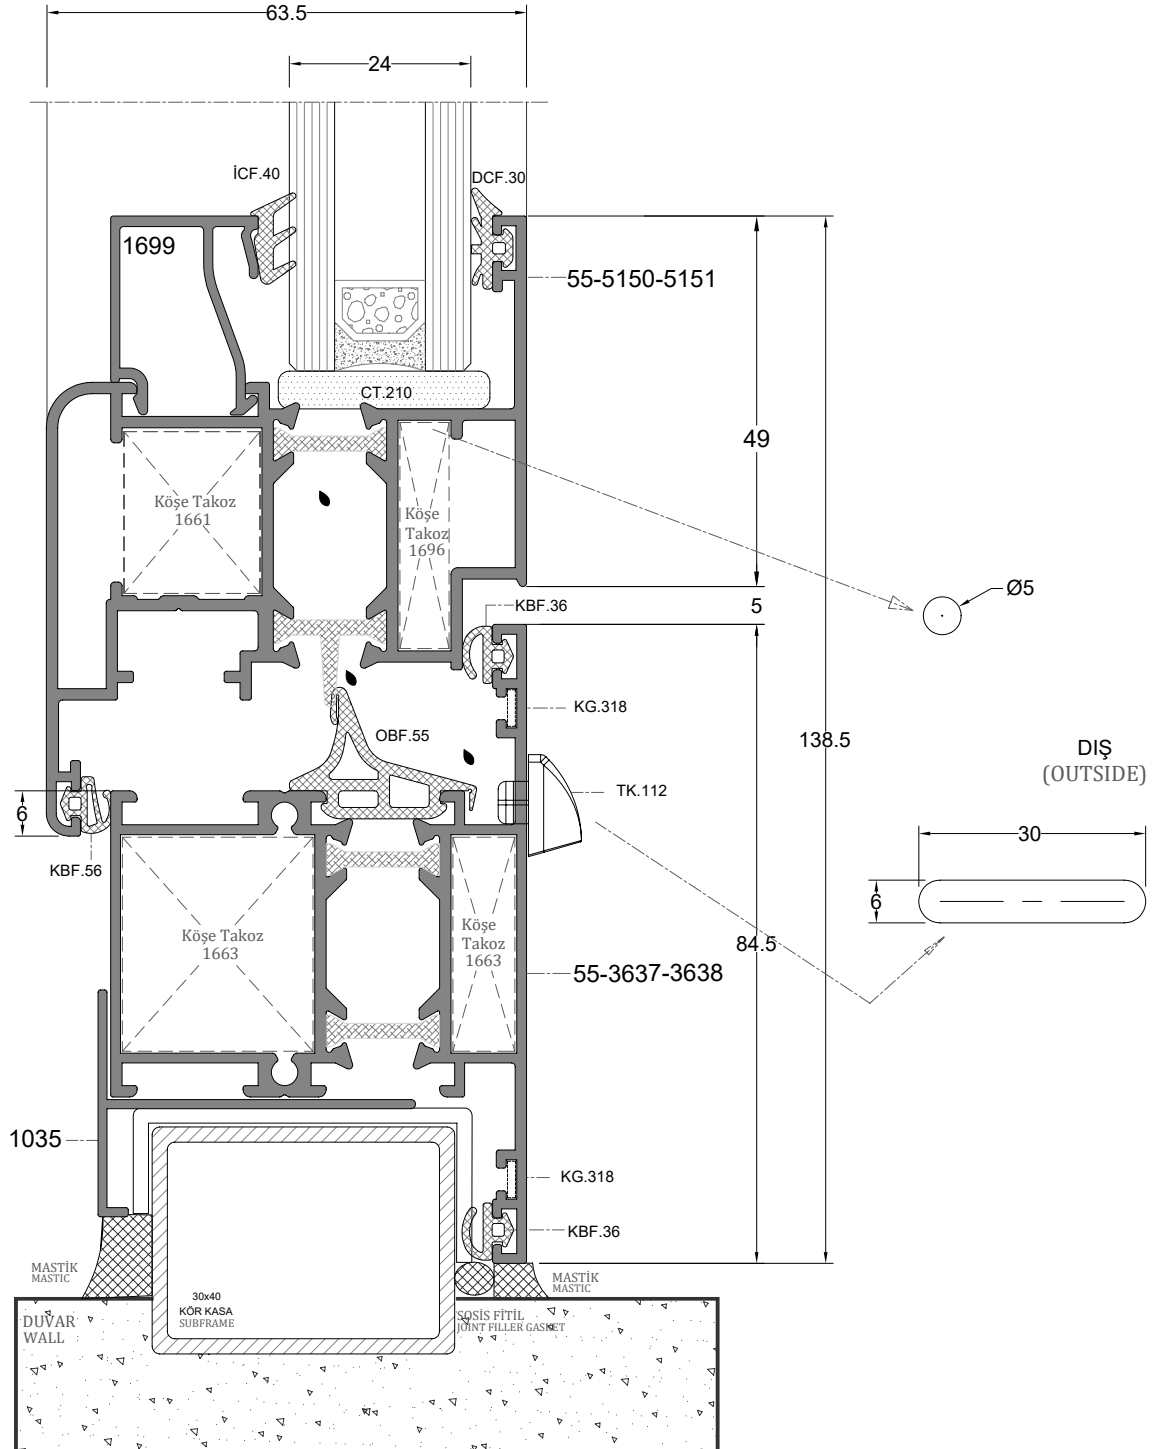 63.5
24
İCF.40
DCF.30
1699
55-5150-5151
CT.210
49
Köşe Takoz
1661
Köşe
Takoz
1696
KBF.36
5
Ø5
KG.318
OBF.55
138.5
DIŞ
(OUTSIDE)
TK.112
6
30
KBF.56
6
Köşe Takoz
1663
Köşe
Takoz
1663
84.5
55-3637-3638
1035
KG.318
KBF.36
MASTİK
MASTIC
MASTİK
MASTIC
30x40
KÖR KASA
SUBFRAME
DUVAR
WALL
SOSİS FİTİL
JOINT FILLER GASKET